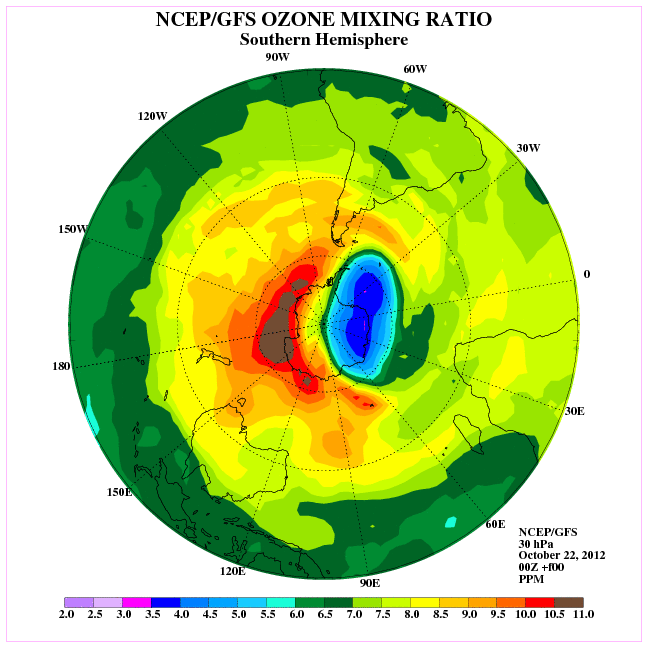 NCEP/GFS OZONE MIXING RATIO
Southern Hemisphere
90W
60W
120W
30W
150W
0
180
30E
150E
60E
120E
90E
NCEP/GFS
30 hPa
October 22, 2012
00Z +f00
PPM
2.0 2.5 3.0 3.5 4.0 4.5 5.0 5.5 6.0 6.5 7.0 7.5 8.0 8.5 9.0 9.5 10.0 10.5 11.0